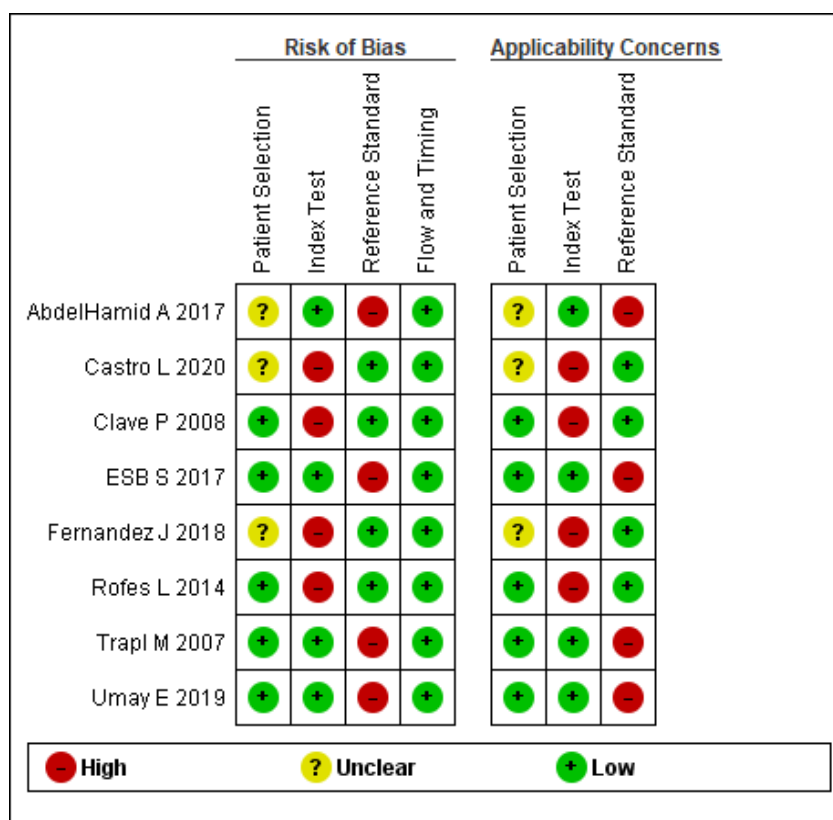 Risk of Bias Applicability Concerns
Patient Selection Index Test Reference Standard Flow and Timing Patient Selection Index Test Reference Standard
AbdelHamid A 2017 ? + – + ? + –
Castro L 2020 ? – + + ? – +
Clave P 2008 + – + + + – +
ESB S 2017 + + – + + + –
Fernandez J 2018 ? – + + ? – +
Rofes L 2014 + – + + + – +
Trapl M 2007 + + – + + + –
Umay E 2019 + + – + + + –
– High ? Unclear + Low